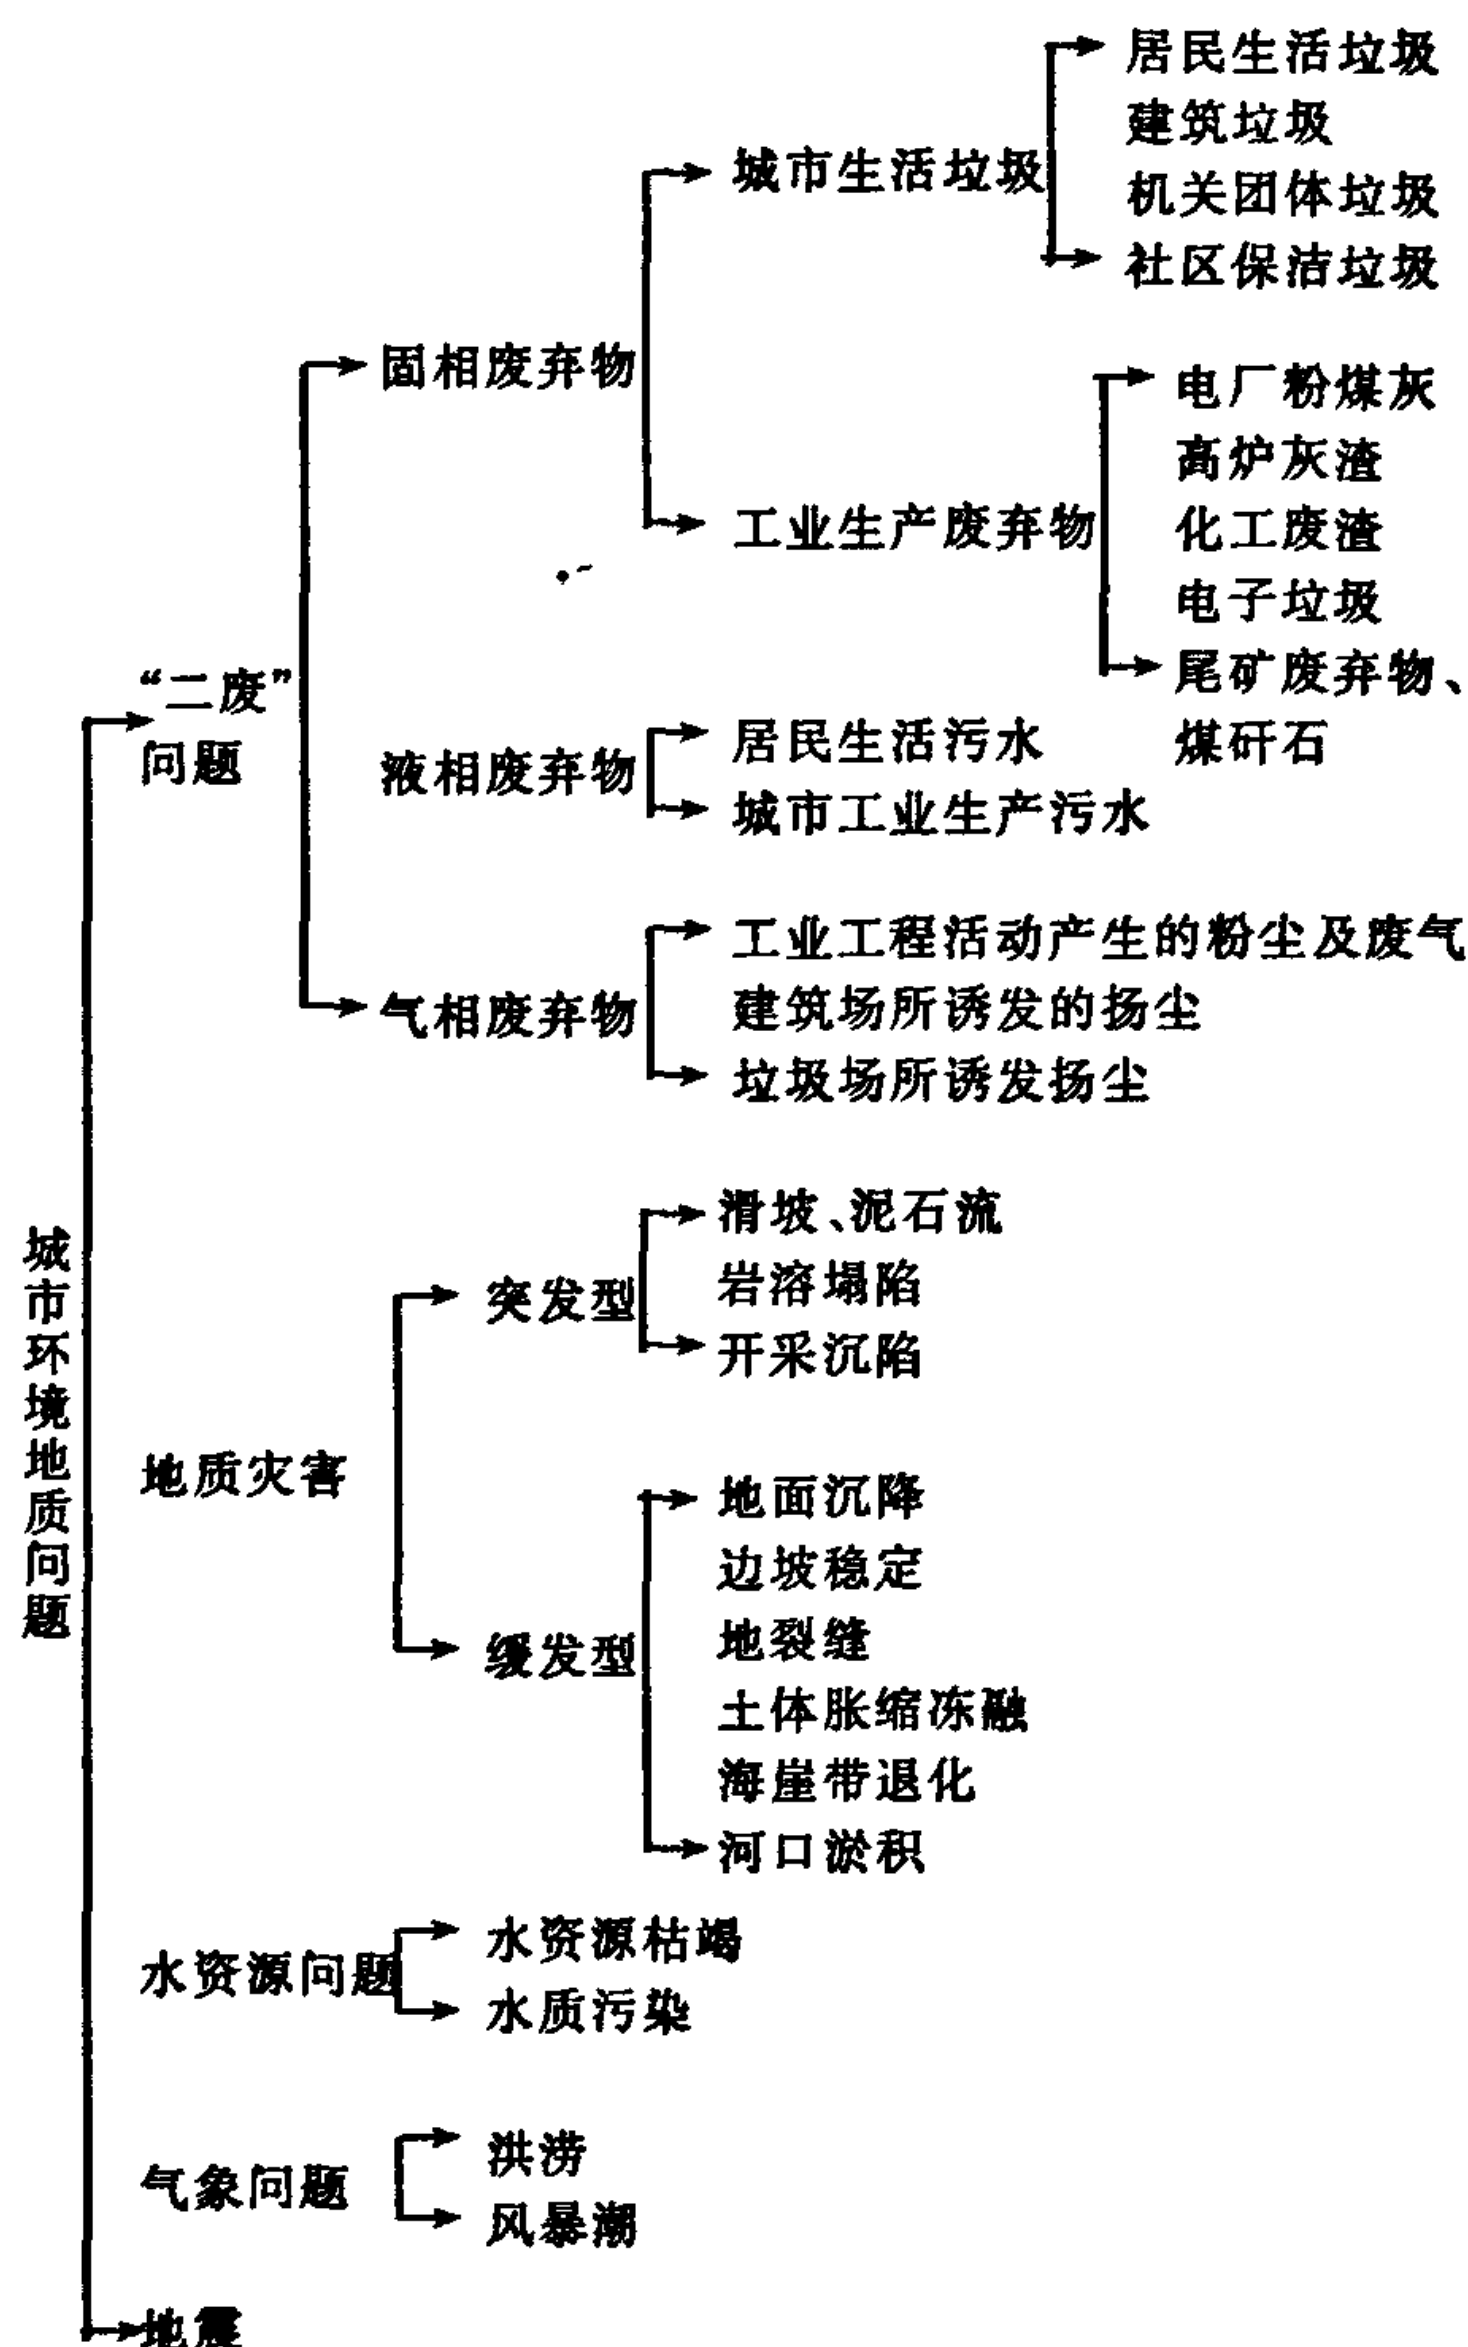 居民生活垃圾
建筑垃圾
城市生活垃圾
机关团体垃圾
社区保洁垃圾
固相废弃物
电厂粉煤灰
高炉灰渣
工业生产废弃物
化工废渣
电子垃圾
尾矿废弃物、
煤矸石
“二废”
问题
液相废弃物
居民生活污水
城市工业生产污水
工业工程活动产生的粉尘及废气
气相废弃物
建筑场所诱发的扬尘
垃圾场所诱发扬尘
城市环境地质问题
滑坡、泥石流
突发型
岩溶塌陷
开采沉陷
地质灾害
地面沉降
边坡稳定
地裂缝
缓发型
土体胀缩冻融
海崖带退化
河口淤积
水资源问题
水资源枯竭
水质污染
气象问题
洪涝
风暴潮
地震